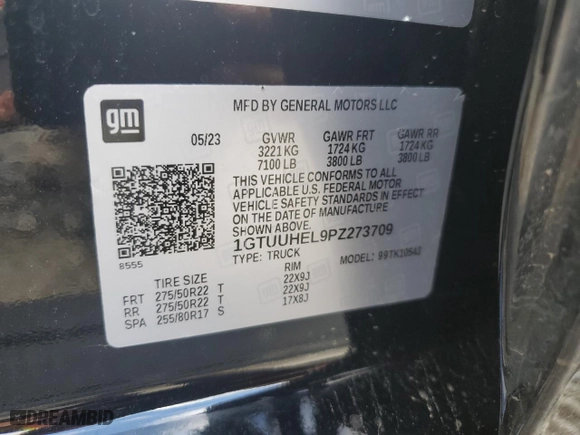 gm
MFD BY GENERAL MOTORS LLC
05/23 GVWR GAWR FRT GAWR RR
3221 KG 1724 KG 1724 KG
7100 LB 3800 LB 3800 LB
THIS VEHICLE CONFORMS TO ALL
APPLICABLE U.S. FEDERAL MOTOR
VEHICLE SAFETY STANDARDS IN EFFECT
ON THE DATE OF MANUFACTURE
SHOWN ABOVE.
1GTUUHEL9PZ273709
8555
TYPE: TRUCK MODEL: 99TK10543
TIRE SIZE RIM
FRT 275/50R22 T 22X9J
RR 275/50R22 T 22X9J
SPA 255/80R17 S 17X8J
DREAMBID